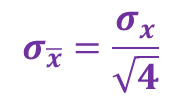 σ_x̅ = σ_x / √4